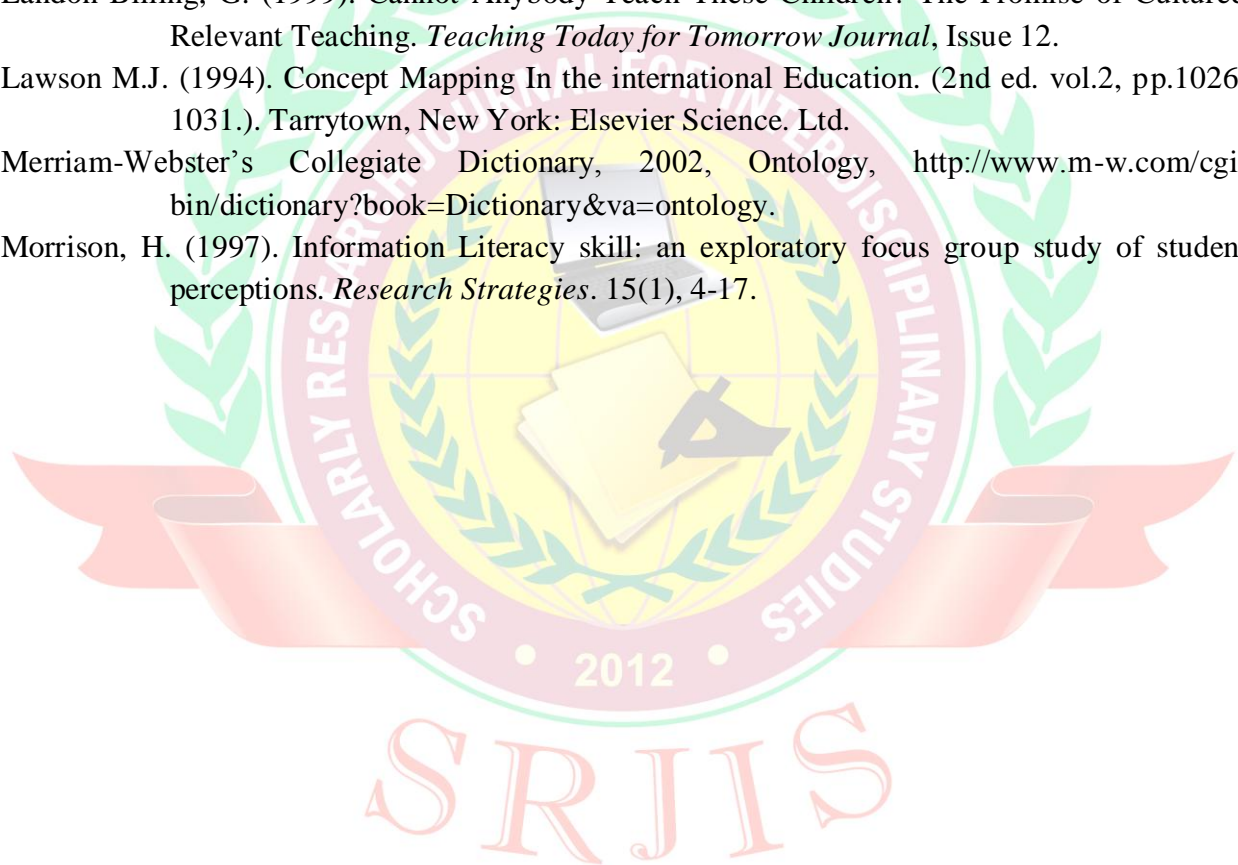 Landon Billing, G. (1999). Cannot Anybody Teach These Children? The Promise of Cultured
Relevant Teaching. Teaching Today for Tomorrow Journal, Issue 12.
Lawson M.J. (1994). Concept Mapping In the international Education. (2nd ed. vol.2, pp.1026
1031.). Tarrytown, New York: Elsevier Science. Ltd.
Merriam-Webster’s Collegiate Dictionary, 2002, Ontology, http://www.m-w.com/cgi
bin/dictionary?book=Dictionary&va=ontology.
Morrison, H. (1997). Information Literacy skill: an exploratory focus group study of studen
perceptions. Research Strategies. 15(1), 4-17.
SCHOLARLY RESEARCH JOURNAL FOR INTERDISCIPLINARY STUDIES
• 2012 •
SRJIS